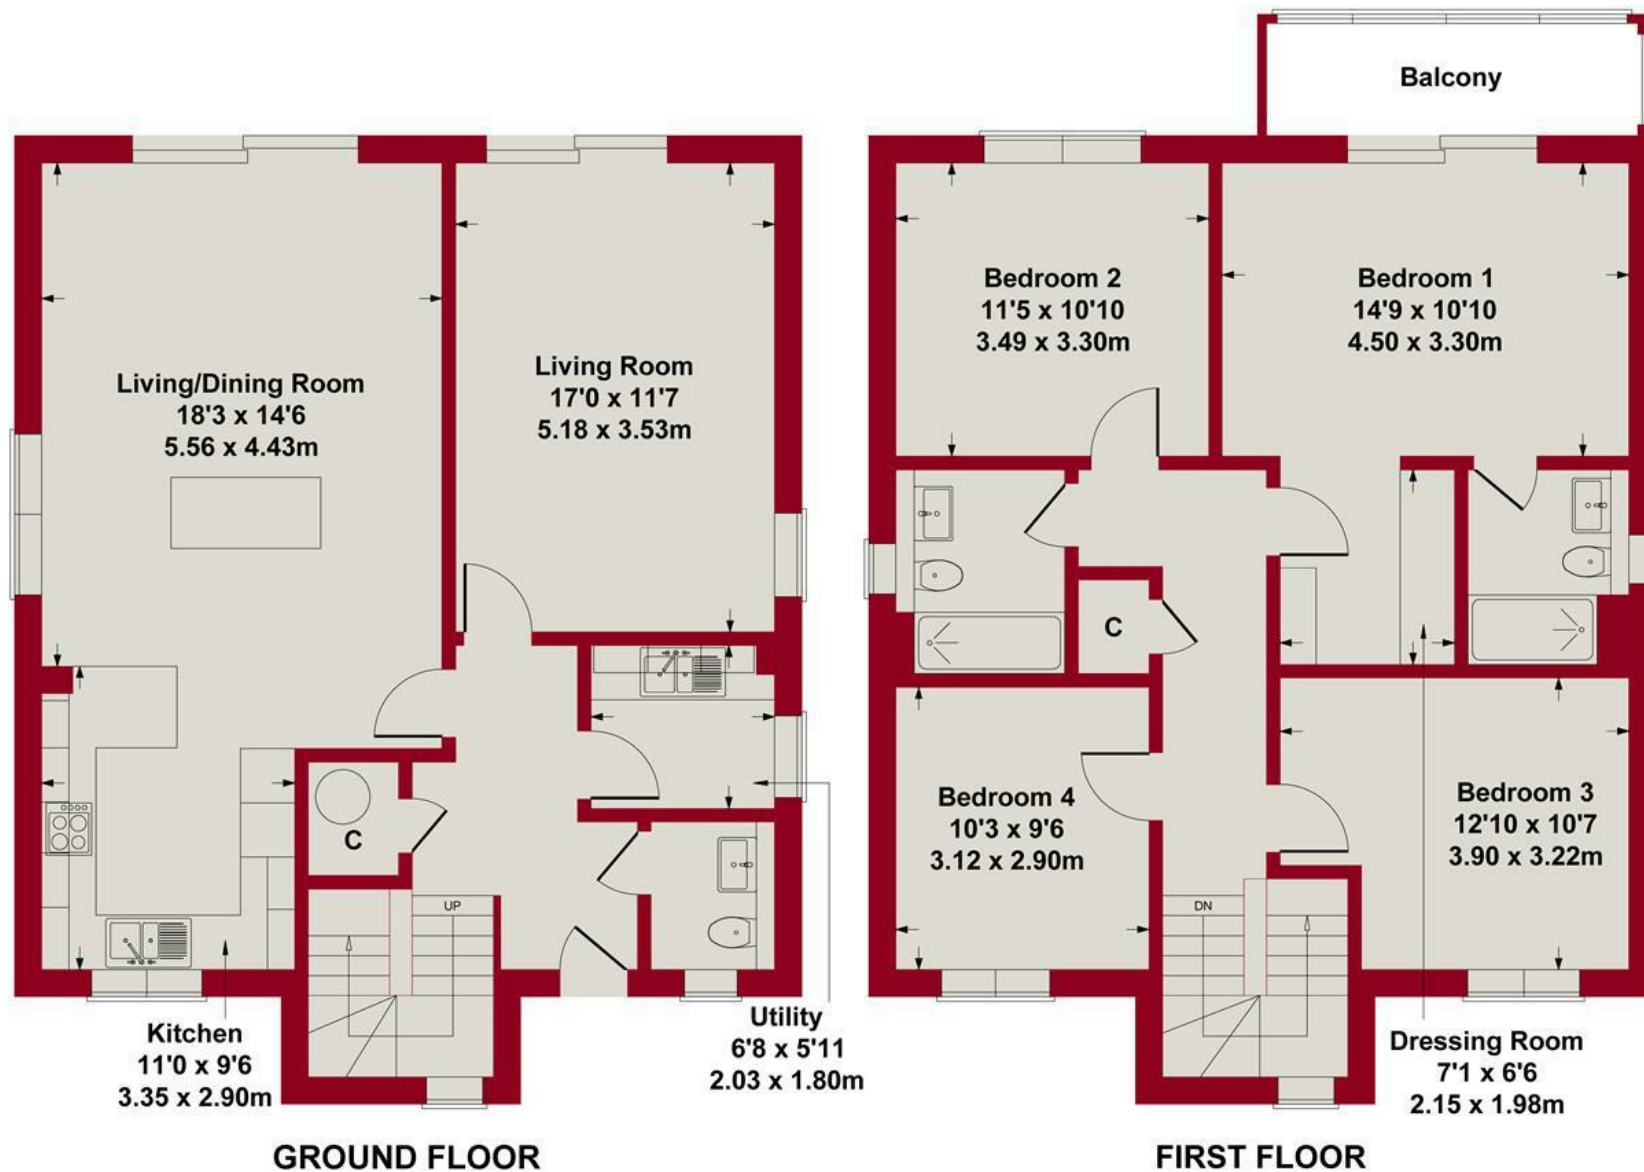 Balcony
Living/Dining Room
18'3 x 14'6
5.56 x 4.43m
Living Room
17'0 x 11'7
5.18 x 3.53m
C
UP
Kitchen
11'0 x 9'6
3.35 x 2.90m
Utility
6'8 x 5'11
2.03 x 1.80m
GROUND FLOOR
Bedroom 2
11'5 x 10'10
3.49 x 3.30m
Bedroom 1
14'9 x 10'10
4.50 x 3.30m
C
Bedroom 4
10'3 x 9'6
3.12 x 2.90m
Bedroom 3
12'10 x 10'7
3.90 x 3.22m
DN
Dressing Room
7'1 x 6'6
2.15 x 1.98m
FIRST FLOOR